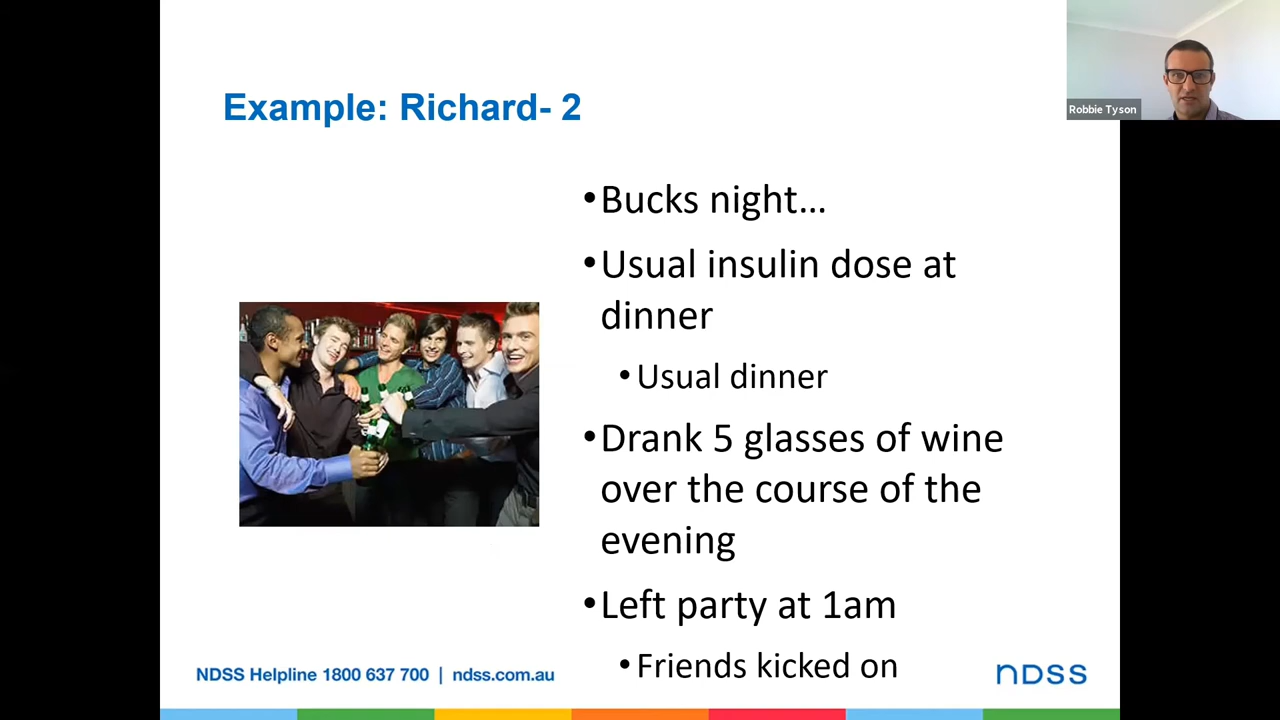 Example: Richard- 2
Robbie Tyson
•Bucks night…
•Usual insulin dose at
dinner
•Usual dinner
•Drank 5 glasses of wine
over the course of the
evening
•Left party at 1am
•Friends kicked on
NDSS Helpline 1800 637 700 | ndss.com.au
ndss